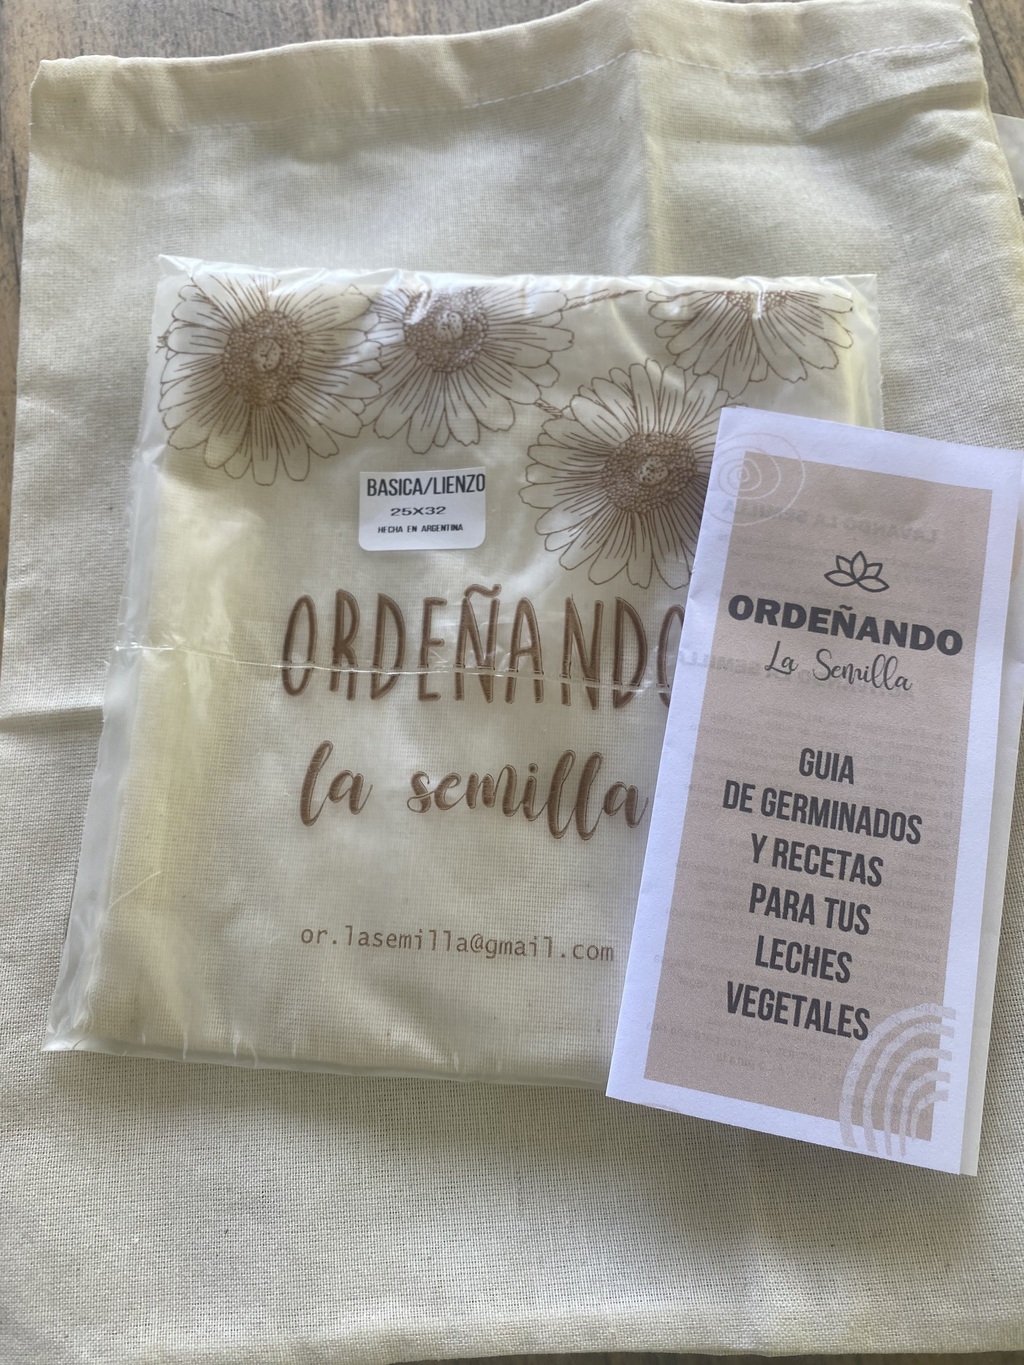 BASICA/LIENZO
25X32
HECHA EN ARGENTINA
ORDEÑANDO
la semilla
or.lasemilla@gmail.com
ORDEÑANDO
La Semilla
GUIA
DE GERMINADOS
Y RECETAS
PARA TUS
LECHES
VEGETALES